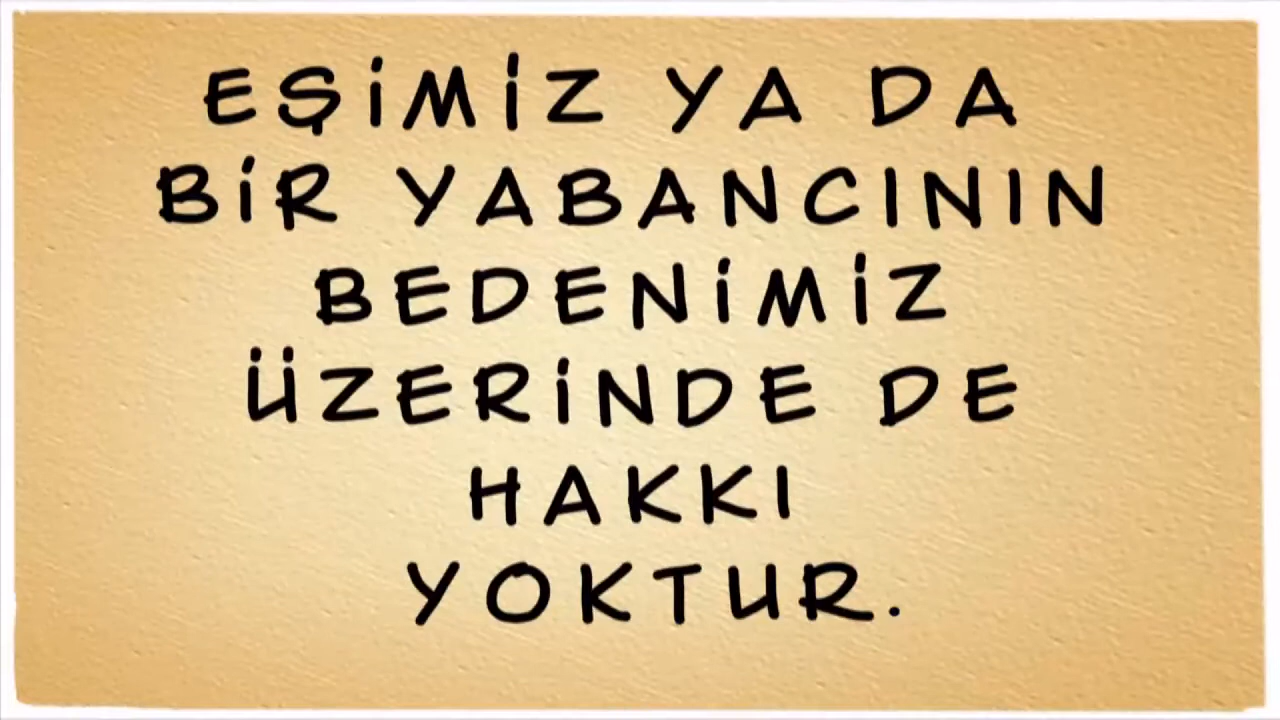 EŞİMİZ YA DA
BİR YABANCININ
BEDENİMİZ
ÜZERİNDE DE
HAKKI
YOKTUR.